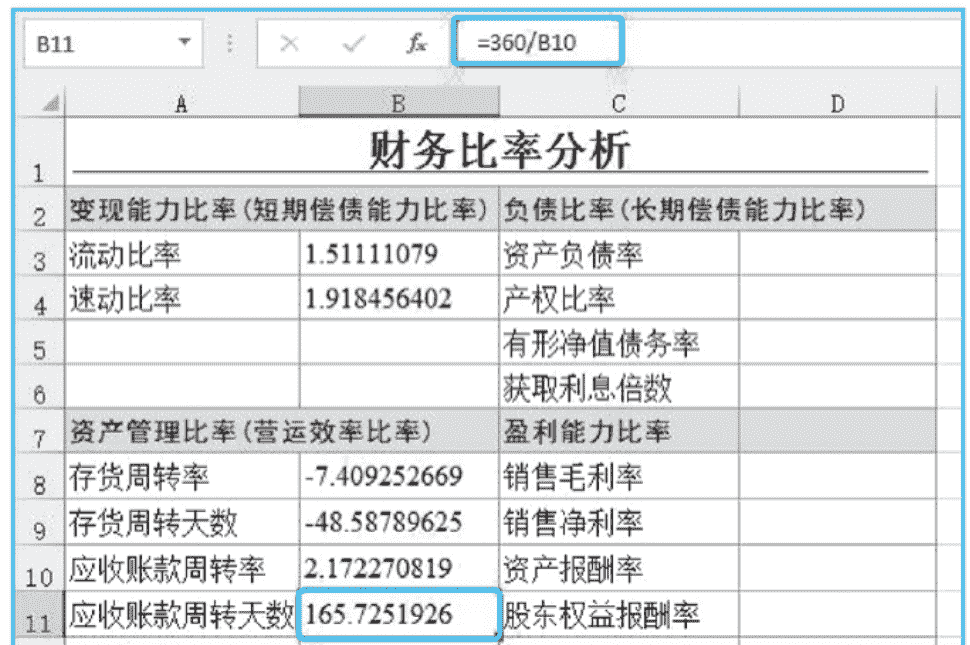 B11 fx =360/B10
A B C D
1 财务比率分析
2 变现能力比率(短期偿债能力比率) 负债比率(长期偿债能力比率)
3 流动比率 1.51111079 资产负债率
4 速动比率 1.918456402 产权比率
5 有形净值债务率
6 获取利息倍数
7 资产管理比率(营运效率比率) 盈利能力比率
8 存货周转率 -7.409252669 销售毛利率
9 存货周转天数 -48.58789625 销售净利率
10 应收账款周转率 2.172270819 资产报酬率
11 应收账款周转天数 165.7251926 股东权益报酬率